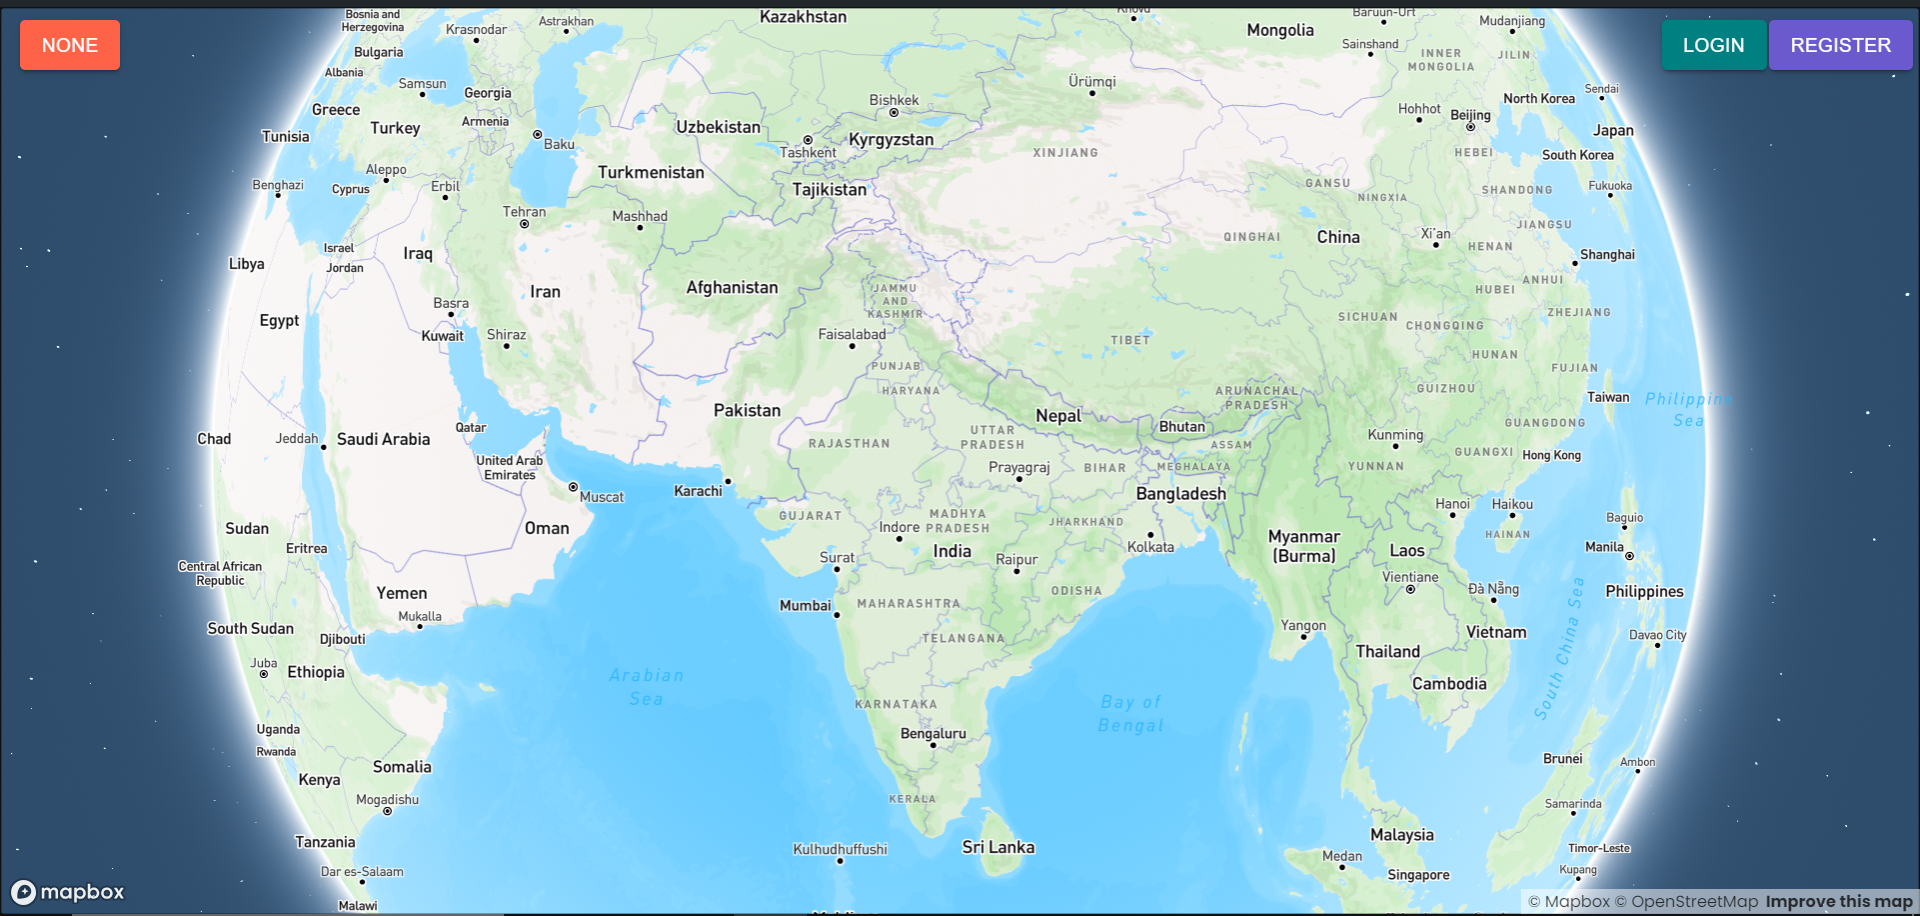 NONE
LOGIN
REGISTER
Bosnia and
Herzegovina
Krasnodar
Astrakhan
Kazakhstan
Mongolia
Baruun-Urt
Mudanjiang
Bulgaria
Sainshand
INNER
MONGOLIA
JILIN
Albania
Samsun
Georgia
Ürümqi
Sendai
Greece
Bishkek
Hohhot
Beijing
North Korea
Tunisia
Turkey
Armenia
Baku
Uzbekistan
Tashkent
Kyrgyzstan
XINJIANG
HEBEI
South Korea
Japan
Aleppo
Benghazi
Cyprus
Erbil
Turkmenistan
Tajikistan
GANSU
NINGXIA
SHANDONG
Fukuoka
Tehran
Mashhad
QINGHAI
China
Xi'an
JIANGSU
Libya
Israel
Jordan
Iraq
HENAN
Shanghai
Iran
Afghanistan
JAMMU
AND
KASHMIR
HUBEI
ANHUI
Egypt
Basra
Kuwait
Shiraz
Faisalabad
TIBET
SICHUAN
CHONGQING
ZHEJIANG
PUNJAB
HARYANA
HUNAN
FUJIAN
ARUNACHAL
PRADESH
GUIZHOU
Taiwan
Philippine
Sea
Chad
Jeddah
Saudi Arabia
Qatar
Pakistan
Nepal
Bhutan
RAJASTHAN
UTTAR
PRADESH
ASSAM
Kunming
GUANGDONG
United Arab
Emirates
Prayagraj
BIHAR
MEGHALAYA
YUNNAN
GUANGXI
Hong Kong
Muscat
Karachi
Bangladesh
Sudan
Oman
GUJARAT
Indore
MADHYA
PRADESH
JHARKHAND
Hanoi
Haikou
HAINAN
Baguio
Eritrea
Surat
India
Raipur
Kolkata
Myanmar
(Burma)
Laos
Manila
Central African
Republic
Yemen
Mukalla
Mumbai
MAHARASHTRA
ODISHA
Vientiane
Đà Nẵng
Philippines
South Sudan
Djibouti
TELANGANA
Yangon
Vietnam
Davao City
Juba
Ethiopia
Arabian
Sea
Thailand
Cambodia
South China Sea
KARNATAKA
Bay of
Bengal
Uganda
Rwanda
Bengaluru
Kenya
Somalia
Brunei
Ambon
Mogadishu
KERALA
Samarinda
Tanzania
Kulhudhuffushi
Sri Lanka
Malaysia
Timor-Leste
Dar es-Salaam
Medan
Singapore
Kupang
Malawi
mapbox
© Mapbox © OpenStreetMap Improve this map